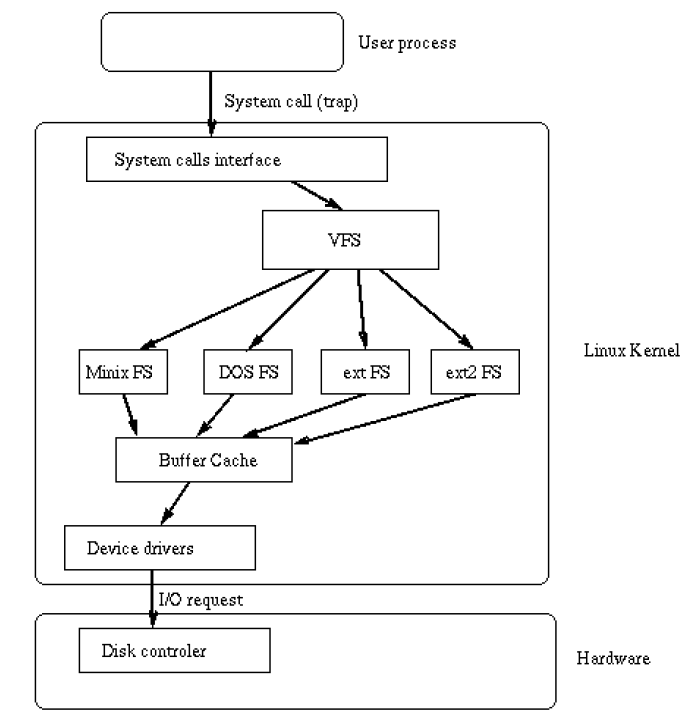 User process
System call (trap)
System calls interface
VFS
Linux Kernel
Minix FS
DOS FS
ext FS
ext2 FS
Buffer Cache
Device drivers
I/O request
Disk controler
Hardware